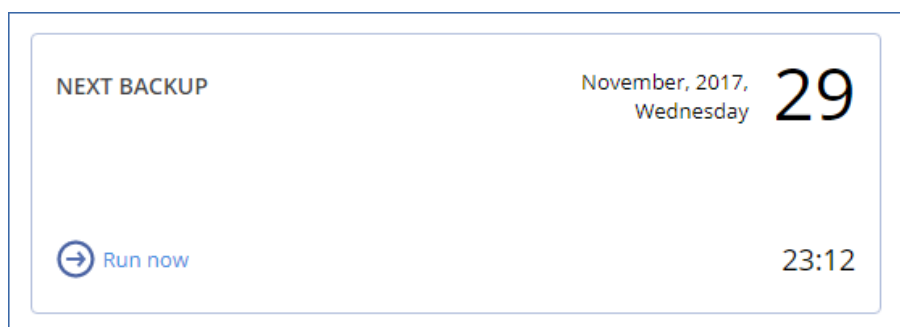 NEXT BACKUP
November, 2017,
Wednesday
29
Run now
23:12